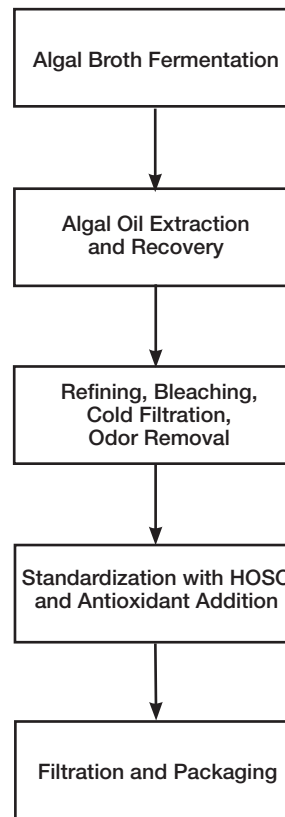 Algal Broth Fermentation
Algal Oil Extraction
and Recovery
Refining, Bleaching,
Cold Filtration,
Odor Removal
Standardization with HOSO
and Antioxidant Addition
Filtration and Packaging